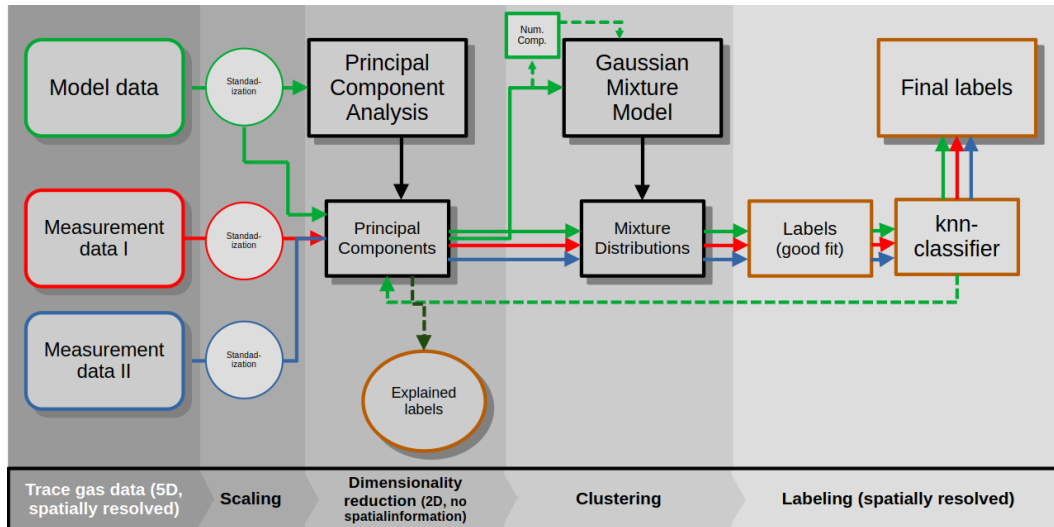 Model data
Standad-
ization
Principal
Component
Analysis
Num.
Comp.
Gaussian
Mixture
Model
Final labels
Measurement
data I
Standad-
ization
Principal
Components
Mixture
Distributions
Labels
(good fit)
knn-
classifier
Measurement
data II
Standad-
ization
Explained
labels
Trace gas data (5D,
spatially resolved)
Scaling
Dimensionality
reduction (2D, no
spatialinformation)
Clustering
Labeling (spatially resolved)